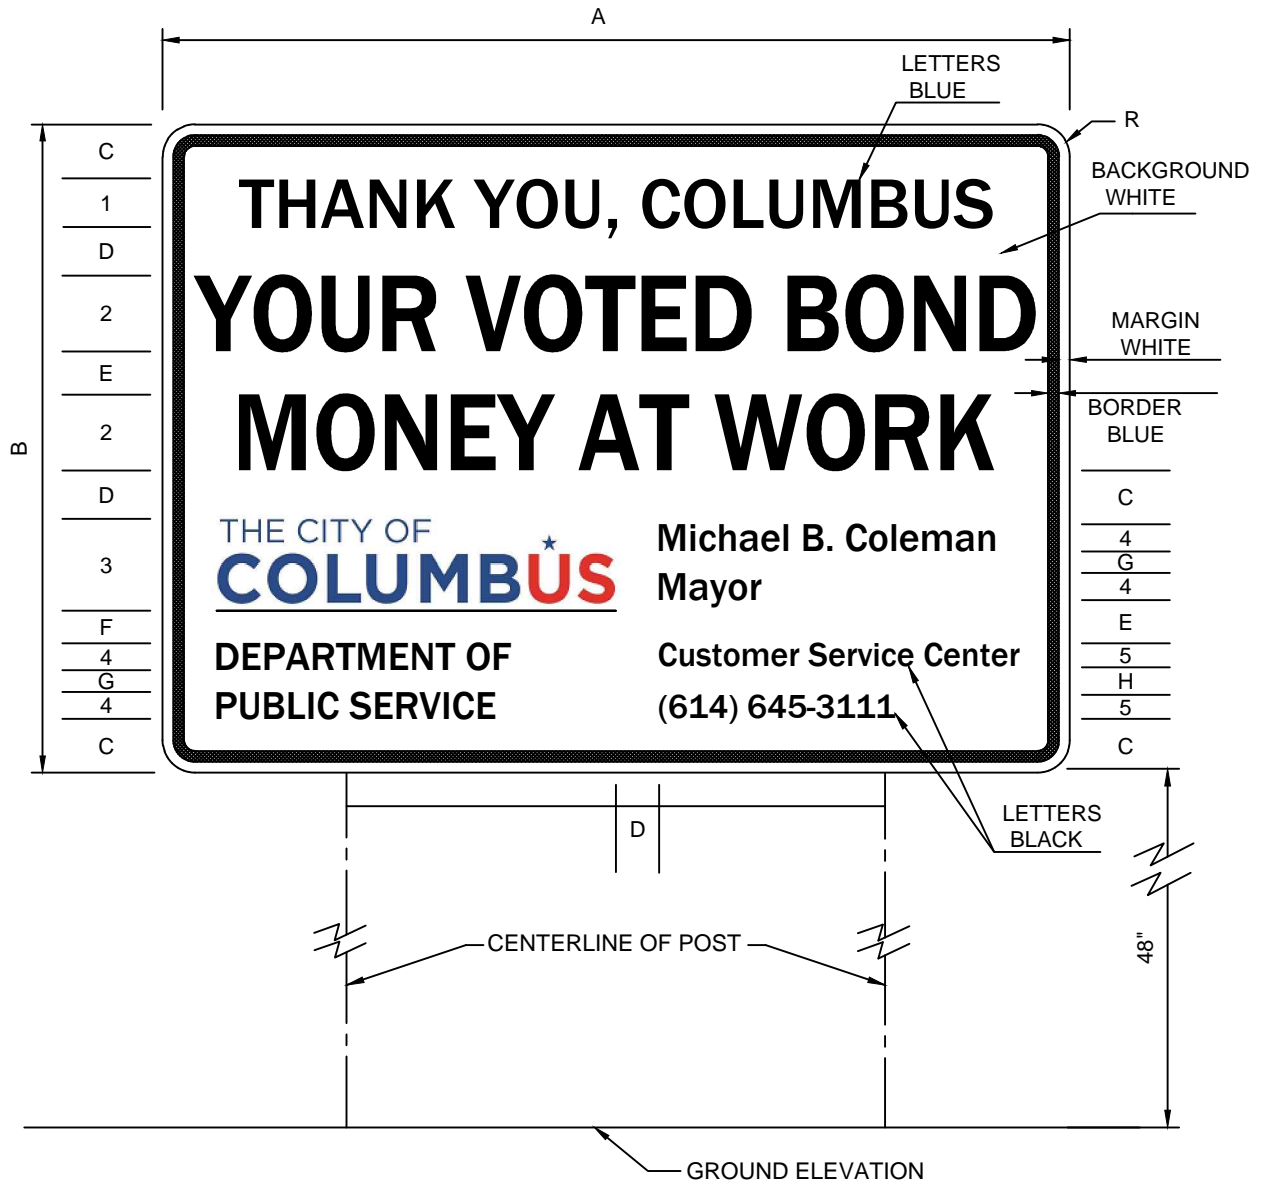 A
LETTERS
BLUE
R
BACKGROUND
WHITE
MARGIN
WHITE
BORDER
BLUE
B
C
1
D
2
E
2
D
3
F
4
G
4
C
THANK YOU, COLUMBUS
YOUR VOTED BOND
MONEY AT WORK
THE CITY OF
COLUMBUS
DEPARTMENT OF
PUBLIC SERVICE
Michael B. Coleman
Mayor
Customer Service Center
(614) 645-3111
C
4
G
4
E
5
H
5
C
D
LETTERS
BLACK
CENTERLINE OF POST
48"
GROUND ELEVATION